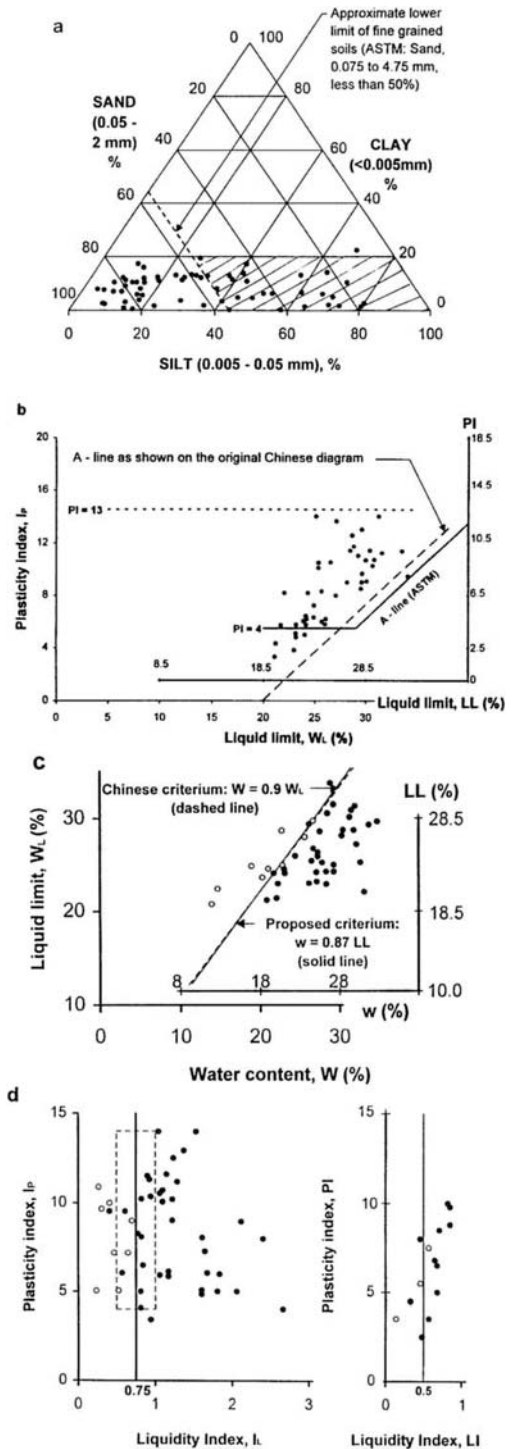 a
Approximate lower
limit of fine grained
soils (ASTM: Sand,
0.075 to 4.75 mm,
less than 50%)
0 100
20 80
SAND
(0.05 -
2 mm)
%
40 60
CLAY
(<0.005mm)
%
60 40
80 20
100 0
0 20 40 60 80 100
SILT (0.005 - 0.05 mm), %
b
PI
20 18.5
A - line as shown on the original Chinese diagram
16 14.5
PI = 13
12 10.5
8 6.5
A - line (ASTM)
PI = 4
4 2.5
8.5 18.5 28.5
0 0
0 5 10 15 20 25 30
Liquid limit, LL (%)
Plasticity index, IP
Liquid limit, WL (%)
c
Chinese criterium: W = 0.9 WL
(dashed line)
LL (%)
40
30 28.5
20 18.5
Proposed criterium:
w = 0.87 LL
(solid line)
8 18 28
10 10.0
w (%)
0 10 20 30
Liquid limit, WL (%)
Water content, W (%)
d
15 15
10 10
5 5
0 0
0.75 0.5
0 1 2 3 0 1
Plasticity index, IP
Plasticity index, PI
Liquidity Index, IL Liquidity Index, LI